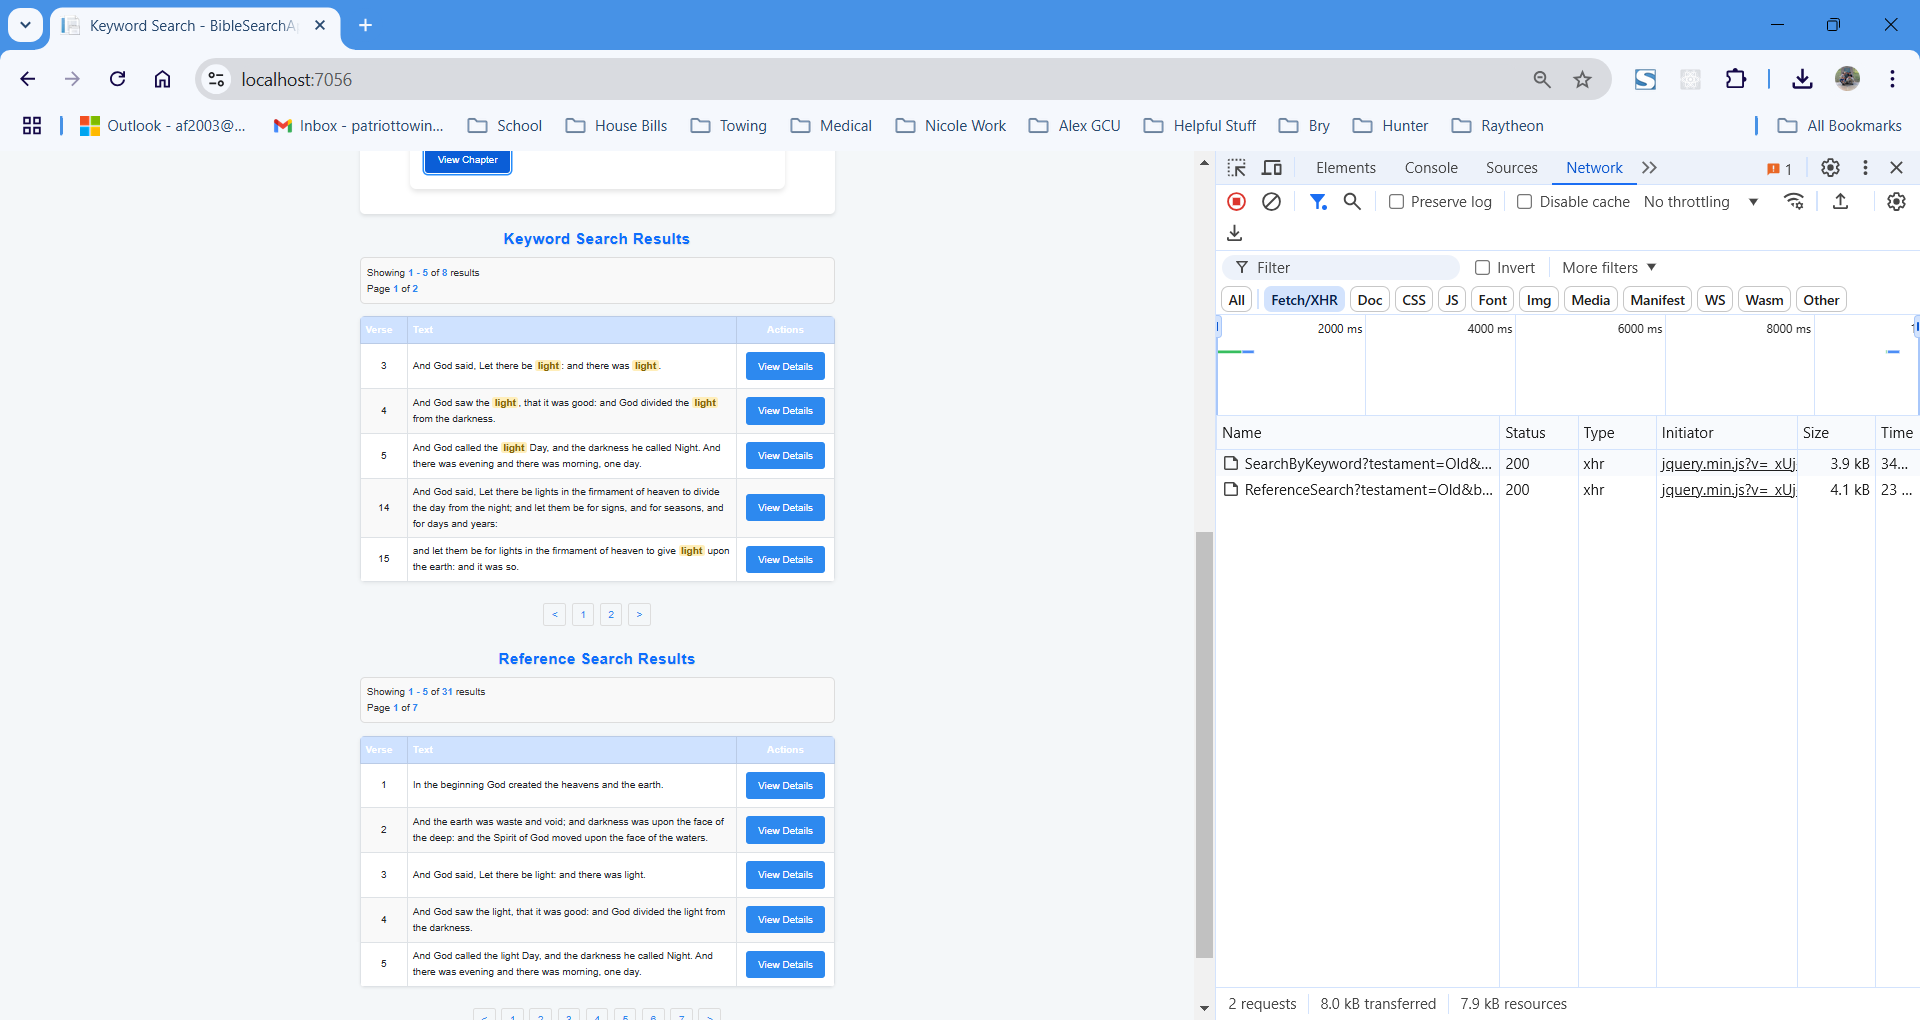 Keyword Search - BibleSearchA
localhost:7056
Outlook - af2003@...
Inbox - patriottowin...
School
House Bills
Towing
Medical
Nicole Work
Alex GCU
Helpful Stuff
Bry
Hunter
Raytheon
All Bookmarks
View Chapter
Keyword Search Results
Showing 1 - 5 of 8 results
Page 1 of 2
Verse Text Actions
3 And God said, Let there be light : and there was light . View Details
4 And God saw the light , that it was good: and God divided the light
from the darkness. View Details
5 And God called the light Day, and the darkness he called Night. And
there was evening and there was morning, one day. View Details
14 And God said, Let there be lights in the firmament of heaven to divide
the day from the night; and let them be for signs, and for seasons, and
for days and years: View Details
15 and let them be for lights in the firmament of heaven to give light upon
the earth: and it was so. View Details
< 1 2 >
Reference Search Results
Showing 1 - 5 of 31 results
Page 1 of 7
Verse Text Actions
1 In the beginning God created the heavens and the earth. View Details
2 And the earth was waste and void; and darkness was upon the face of
the deep: and the Spirit of God moved upon the face of the waters. View Details
3 And God said, Let there be light: and there was light. View Details
4 And God saw the light, that it was good: and God divided the light from
the darkness. View Details
5 And God called the light Day, and the darkness he called Night. And
there was evening and there was morning, one day. View Details
< 1 2 3 4 5 6 7 >
Elements Console Sources Network 1
Preserve log Disable cache No throttling
Filter Invert More filters
All Fetch/XHR Doc CSS JS Font Img Media Manifest WS Wasm Other
2000 ms 4000 ms 6000 ms 8000 ms
Name Status Type Initiator Size Time
SearchByKeyword?testament=Old&... 200 xhr jquery.min.js?v=_xUj 3.9 kB 34...
ReferenceSearch?testament=Old&b... 200 xhr jquery.min.js?v=_xUj 4.1 kB 23 ...
2 requests 8.0 kB transferred 7.9 kB resources